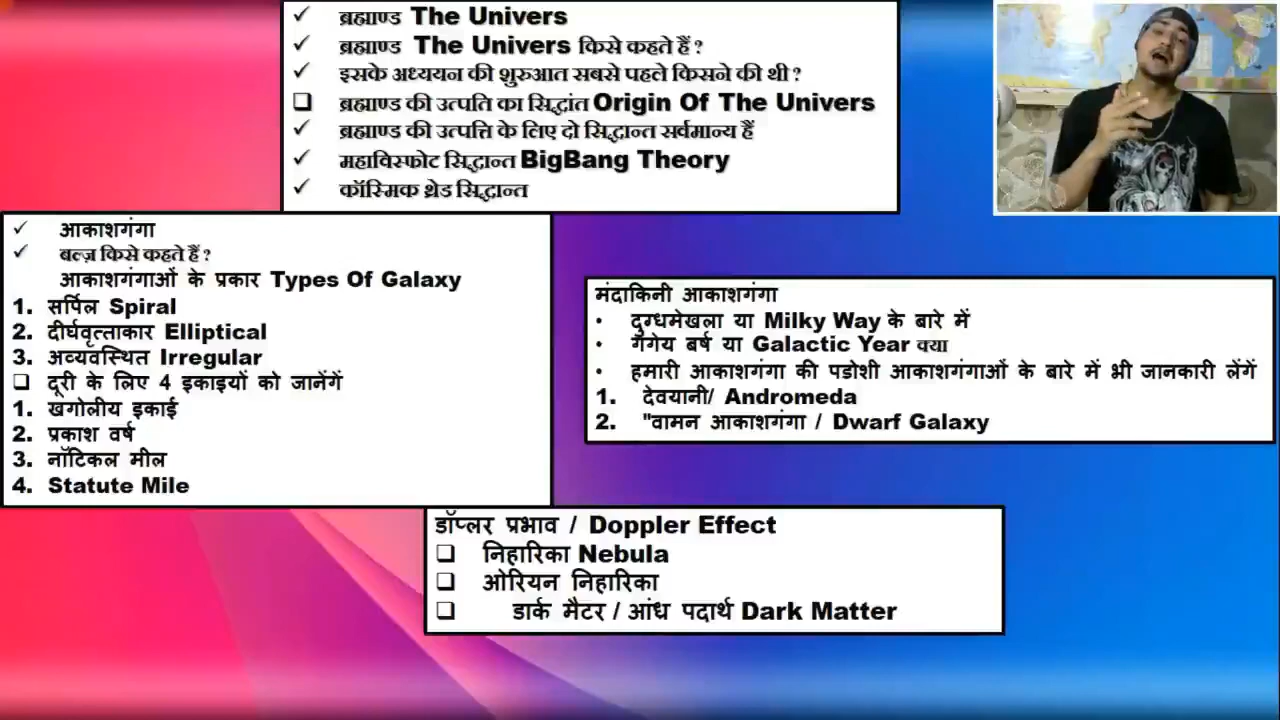 ✓ ब्रह्माण्ड The Univers
✓ ब्रह्माण्ड The Univers किसे कहते हैं ?
✓ इसके अध्ययन की शुरुआत सबसे पहले किसने की थी ?
❑ ब्रह्माण्ड की उत्पति का सिद्धांत Origin Of The Univers
✓ ब्रह्माण्ड की उत्पत्ति के लिए दो सिद्धान्त सर्वमान्य हैं
✓ महाविस्फोट सिद्धान्त BigBang Theory
✓ कॉस्मिक थ्रेड सिद्धान्त
✓ आकाशगंगा
✓ बल्ज़ किसे कहते हैं ?
आकाशगंगाओं के प्रकार Types Of Galaxy
1. सर्पिल Spiral
2. दीर्घवृत्ताकार Elliptical
3. अव्यवस्थित Irregular
❑ दूरी के लिए 4 इकाइयों को जानेंगें
1. खगोलीय इकाई
2. प्रकाश वर्ष
3. नॉटिकल मील
4. Statute Mile
मंदाकिनी आकाशगंगा
• दुग्धमेखला या Milky Way के बारे में
• गैगेय बर्ष या Galactic Year क्या
• हमारी आकाशगंगा की पडोशी आकाशगंगाओं के बारे में भी जानकारी लेंगें
1. देवयानी/ Andromeda
2. "वामन आकाशगंगा / Dwarf Galaxy
डॉप्लर प्रभाव / Doppler Effect
❑ निहारिका Nebula
❑ ओरियन निहारिका
❑ डार्क मैटर / आंध पदार्थ Dark Matter